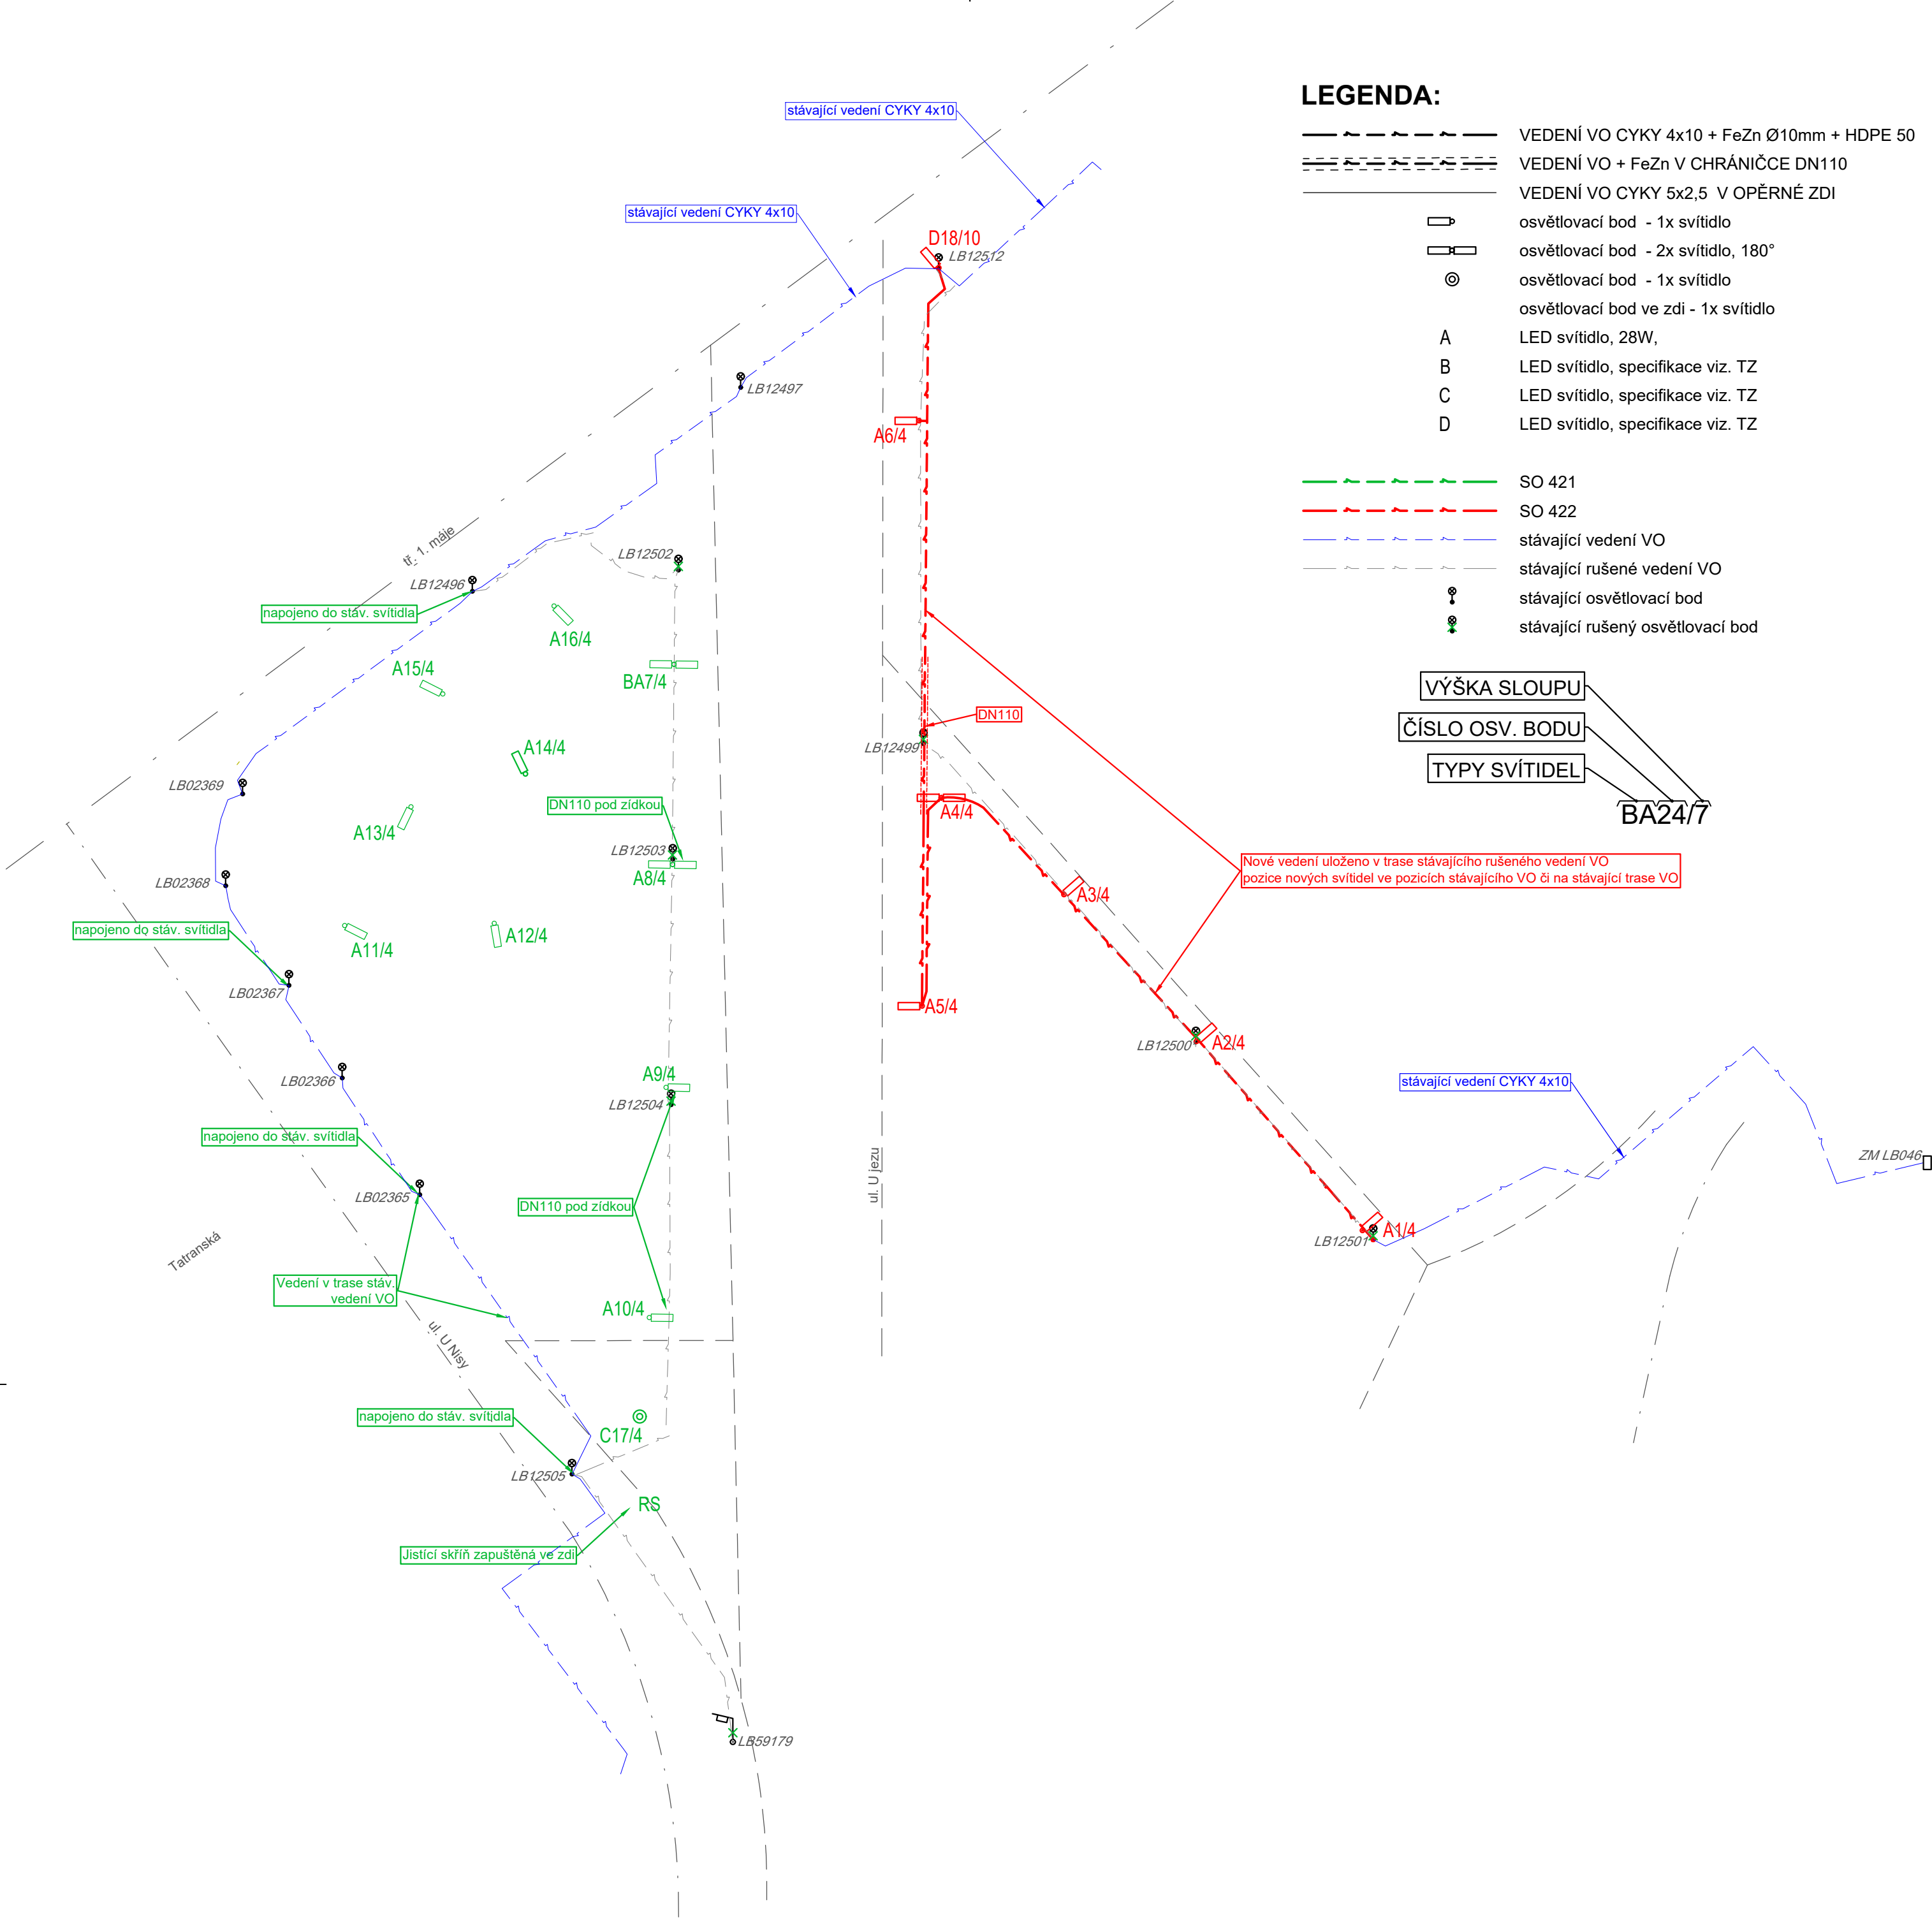 stávající vedení CYKY 4x10
stávající vedení CYKY 4x10
D18/10
LB12512
LB12497
A6/4
tř. 1. máje
LB12502
LB12496
napojeno do stáv. svítidla
A16/4
A15/4
BA7/4
DN110
LB12499
A14/4
LB02369
DN110 pod zídkou
A4/4
A13/4
LB12503
A8/4
LB02368
A3/4
napojeno do stáv. svítidla
A11/4
A12/4
LB02367
A5/4
Nové vedení uloženo v trase stávajícího rušeného vedení VO
pozice nových svítidel ve pozicích stávajícího VO či na stávající trase VO
LB12500
A2/4
LB02366
A9/4
LB12504
stávající vedení CYKY 4x10
napojeno do stáv. svítidla
ZM LB046
LB02365
ul. U jezu
DN110 pod zídkou
Tatranská
LB12501
A1/4
Vedení v trase stáv.
vedení VO
A10/4
ul. U Nisy
napojeno do stáv. svítidla
C17/4
LB12505
RS
Jistící skříň zapuštěná ve zdi
LB59179
LEGENDA:
VEDENÍ VO CYKY 4x10 + FeZn Ø10mm + HDPE 50
VEDENÍ VO + FeZn V CHRÁNIČCE DN110
VEDENÍ VO CYKY 5x2,5 V OPĚRNÉ ZDI
osvětlovací bod - 1x svítidlo
osvětlovací bod - 2x svítidlo, 180°
osvětlovací bod - 1x svítidlo
osvětlovací bod ve zdi - 1x svítidlo
A LED svítidlo, 28W,
B LED svítidlo, specifikace viz. TZ
C LED svítidlo, specifikace viz. TZ
D LED svítidlo, specifikace viz. TZ
SO 421
SO 422
stávající vedení VO
stávající rušené vedení VO
stávající osvětlovací bod
stávající rušený osvětlovací bod
VÝŠKA SLOUPU
ČÍSLO OSV. BODU
TYPY SVÍTIDEL
BA24/7